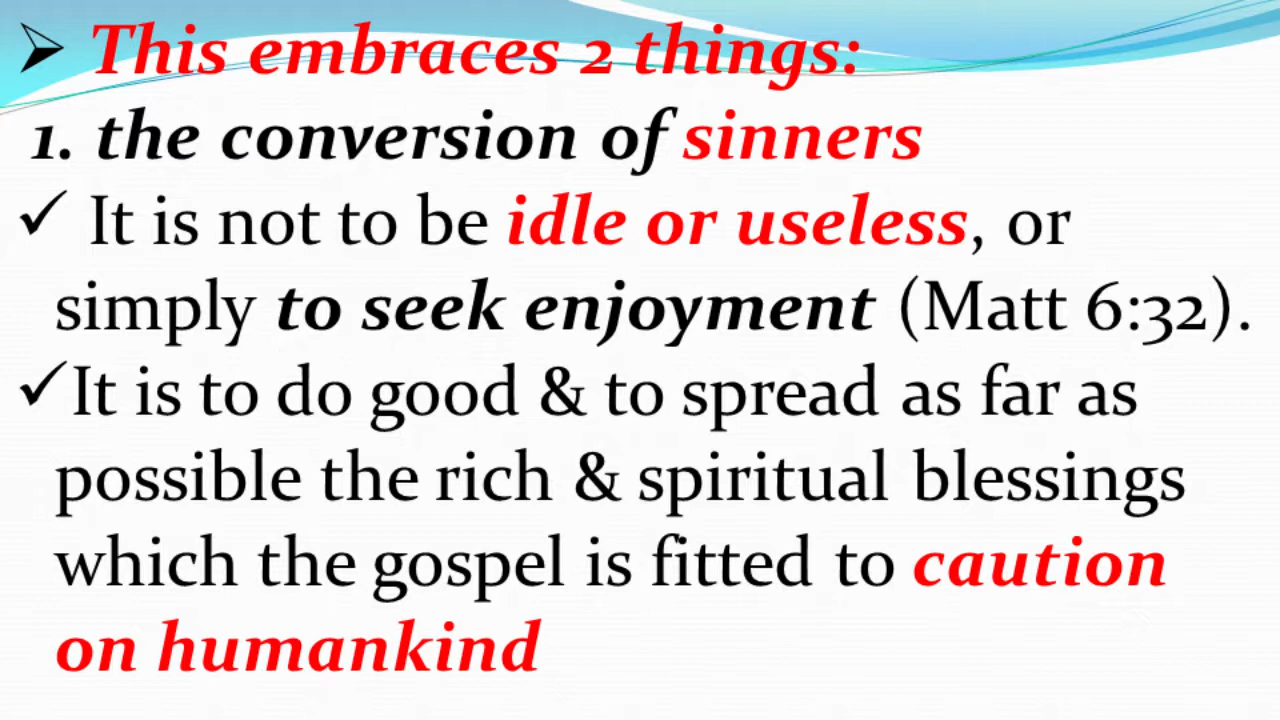 ➢ This embraces 2 things:
1. the conversion of sinners
✓ It is not to be idle or useless, or
simply to seek enjoyment (Matt 6:32).
✓It is to do good & to spread as far as
possible the rich & spiritual blessings
which the gospel is fitted to caution
on humankind